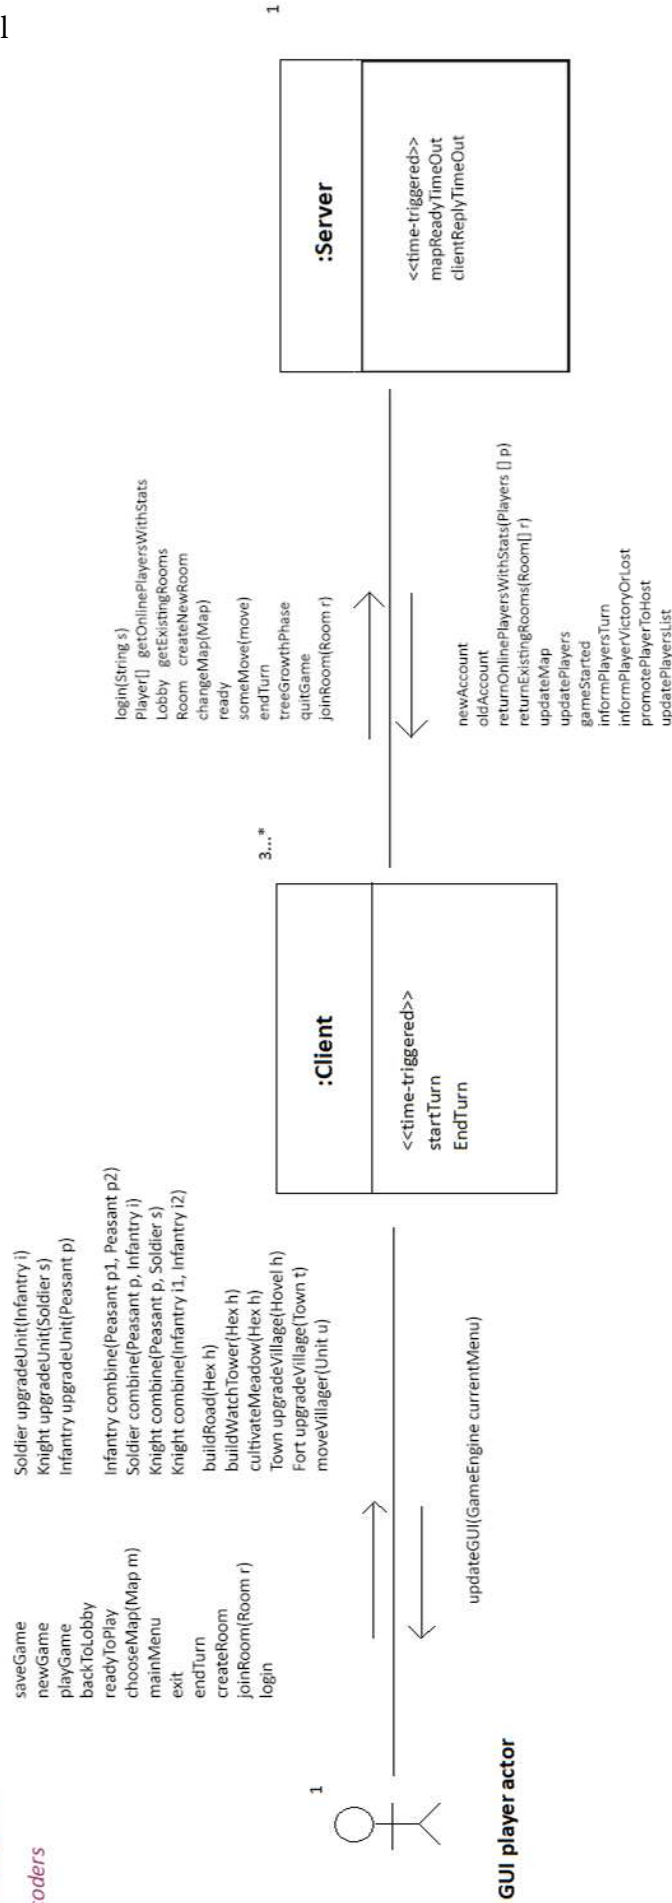 l
coders
saveGame
newGame
playGame
backToLobby
readyToPlay
chooseMap(Map m)
mainMenu
exit
endTurn
createRoom
joinRoom(Room r)
login
Soldier upgradeUnit(Infantry i)
Knight upgradeUnit(Soldier s)
Infantry upgradeUnit(Peasant p)
Infantry combine(Peasant p1, Peasant p2)
Soldier combine(Peasant p, Infantry i)
Knight combine(Peasant p, Soldier s)
Knight combine(Infantry i1, Infantry i2)
buildRoad(Hex h)
buildWatchTower(Hex h)
cultivateMeadow(Hex h)
Town upgradeVillage(Hovel h)
Fort upgradeVillage(Town t)
moveVillager(Unit u)
1
GUI player actor
updateGUI(GameEngine currentMenu)
:Client
<<time-triggered>>
startTurn
EndTurn
3...*
login(String s)
Player[] getOnlinePlayersWithStats
Lobby getExistingRooms
Room createNewRoom
changeMap(Map)
ready
someMove(move)
endTurn
treeGrowthPhase
quitGame
joinRoom(Room r)
newAccount
oldAccount
returnOnlinePlayersWithStats(Players [] p)
returnExistingRooms(Room[] r)
updateMap
updatePlayers
gameStarted
informPlayersTurn
informPlayerVictoryOrLost
promotePlayerToHost
updatePlayersList
1
:Server
<<time-triggered>>
mapReadyTimeOut
clientReplyTimeOut